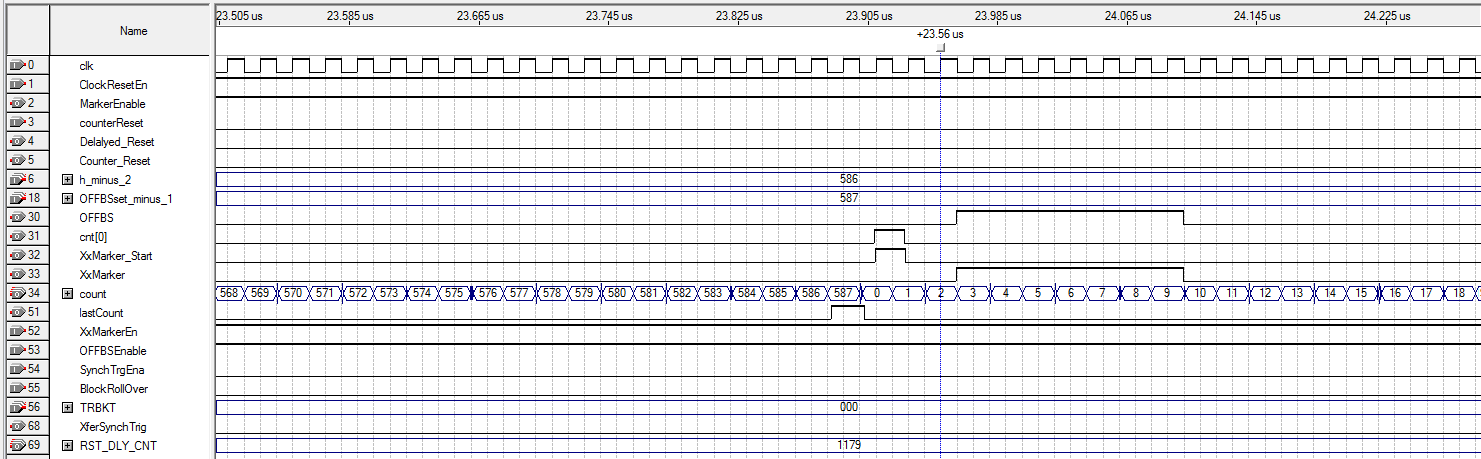 Name 23.505 us 23.585 us 23.665 us 23.745 us 23.825 us 23.905 us 23.985 us 24.065 us 24.145 us 24.225 us
+23.56 us
0 clk
1 ClockResetEn
2 MarkerEnable
3 counterReset
4 Delalyed_Reset
5 Counter_Reset
6 h_minus_2 586
18 OFFBSset_minus_1 587
30 OFFBS
31 cnt[0]
32 XxMarker_Start
33 XxMarker
34 count 568 569 570 571 572 573 574 575 576 577 578 579 580 581 582 583 584 585 586 587 0 1 2 3 4 5 6 7 8 9 10 11 12 13 14 15 16 17 18
51 lastCount
52 XxMarkerEn
53 OFFBSEnable
54 SynchTrgEna
55 BlockRollOver
56 TRBKT 000
68 XferSynchTrig
69 RST_DLY_CNT 1179